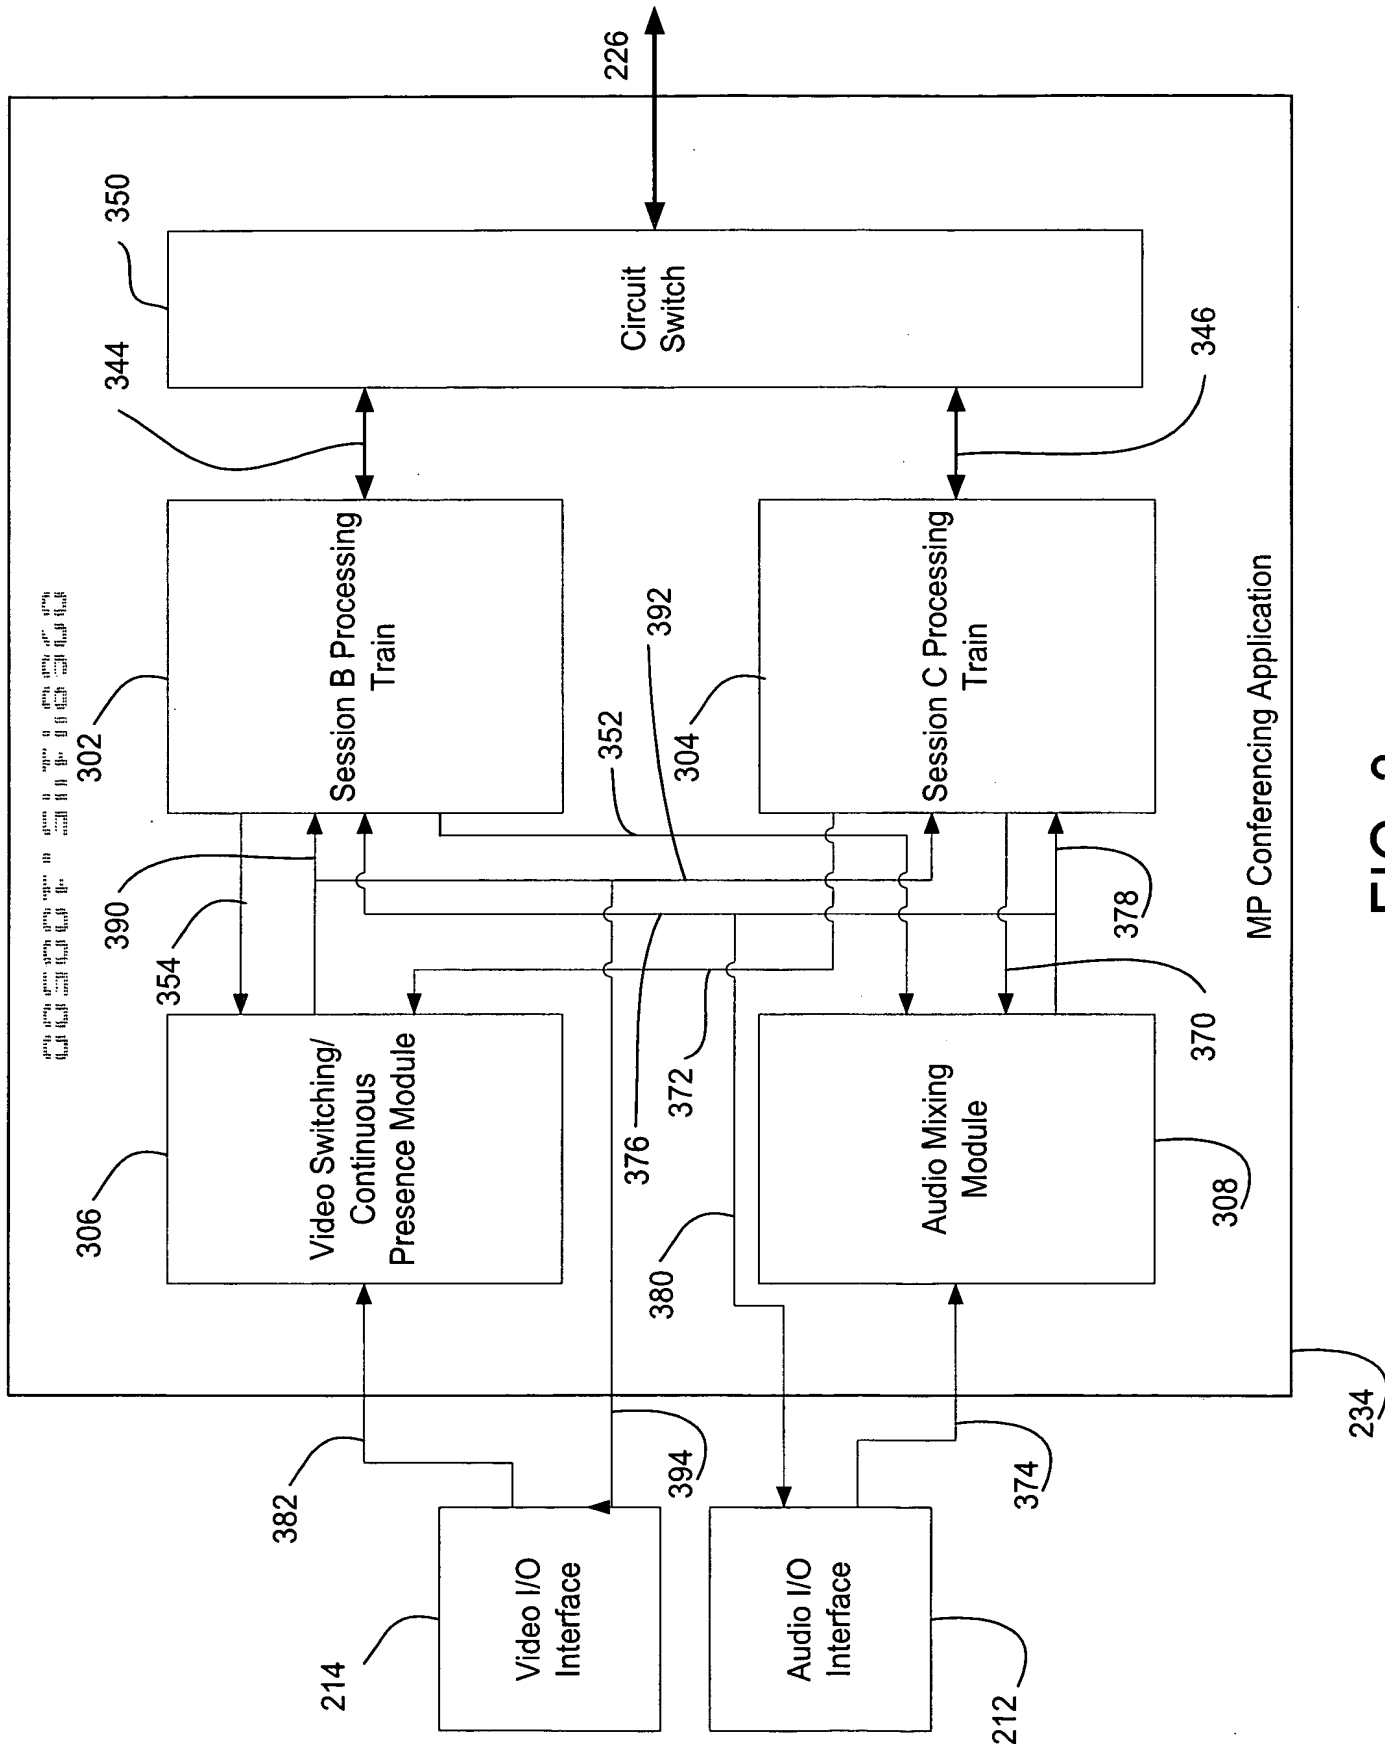 306
302
344
350
390
354
382
214
Video Switching/
Continuous
Presence Module
Session B Processing
Train
Video I/O
Interface
394
380
372
376
352
392
304
Circuit
Switch
226
Audio I/O
Interface
Audio Mixing
Module
Session C Processing
Train
212
374
308
370
378
346
MP Conferencing Application
234
FIG.